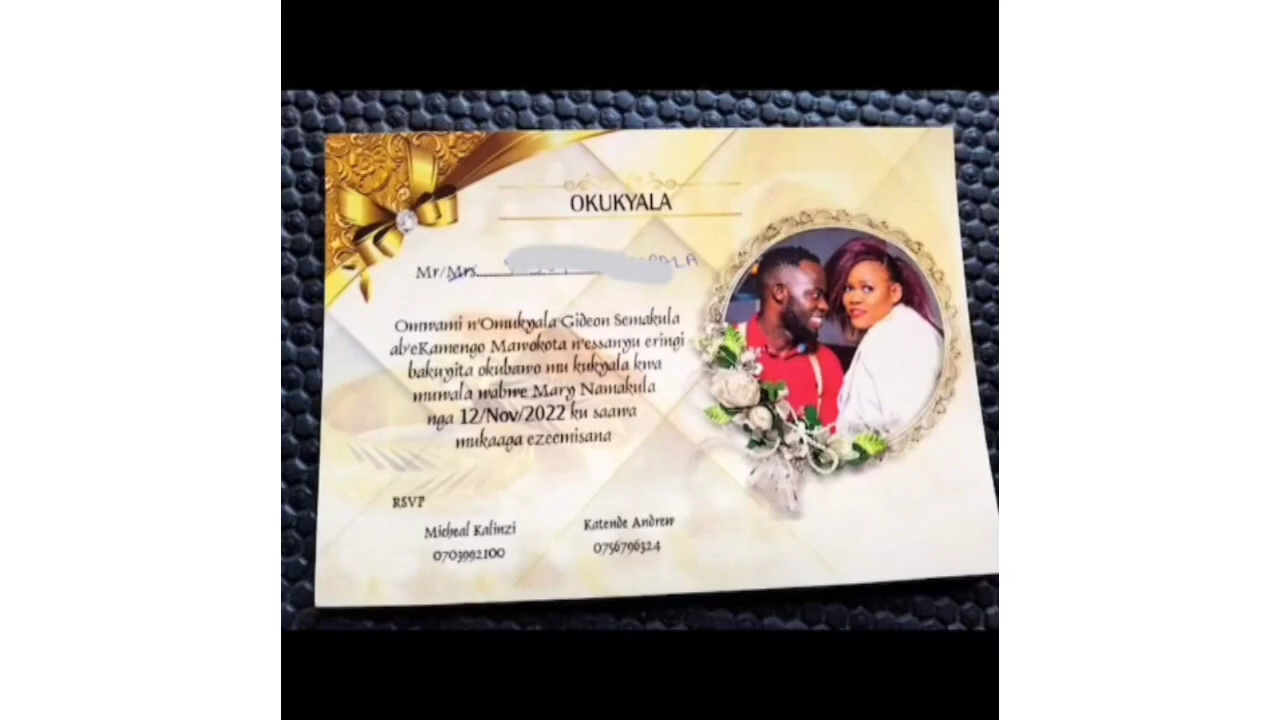 OKUKYALA
Mr/Mrs
Omwami n'Omukyala Gideon Semakula
ab'eKamengo Mawokota n'essanyu eringi
bakuyita okubawo mu kukyala kwa
muwala wabwe Mary Namakula
nga 12/Nov/2022 ku saawa
mukaaga ezeemisana
RSVP
Micheal Kalinzi
0703992100
Katende Andrew
0756796324